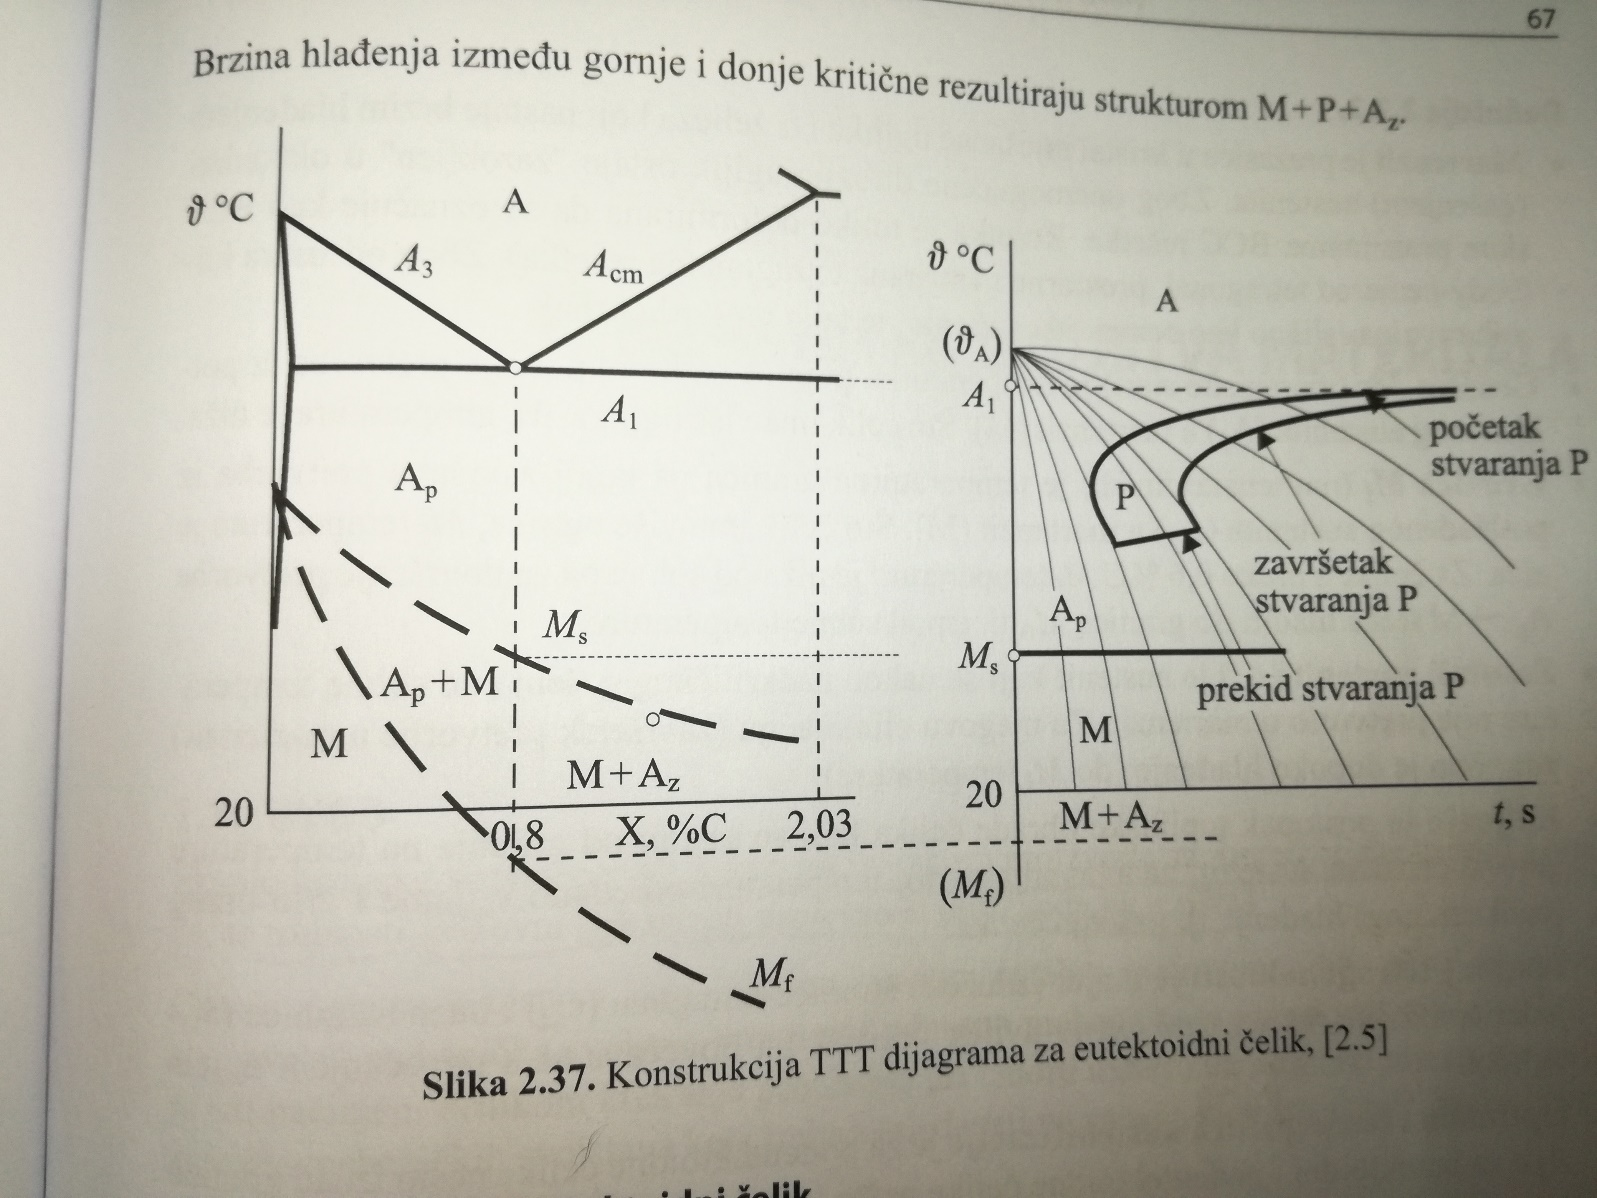 67
Brzina hlađenja između gornje i donje kritične rezultiraju strukturom M+P+Az.
ϑ °C
A
A3
Acm
A1
Ap
Ms
Ap+M
M
M+Az
20
0,8
X, %C
2,03
Mf
ϑ °C
A
(ϑA)
A1
početak
stvaranja P
P
završetak
stvaranja P
Ap
Ms
prekid stvaranja P
M
20
M+Az
t, s
(Mf)
Slika 2.37. Konstrukcija TTT dijagrama za eutektoidni čelik, [2.5]
čelik